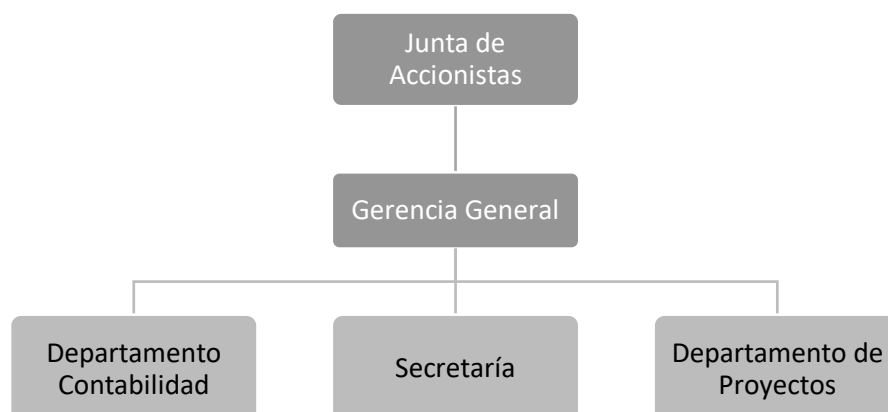 Junta de
Accionistas
Gerencia General
Departamento
Contabilidad
Secretaría
Departamento de
Proyectos